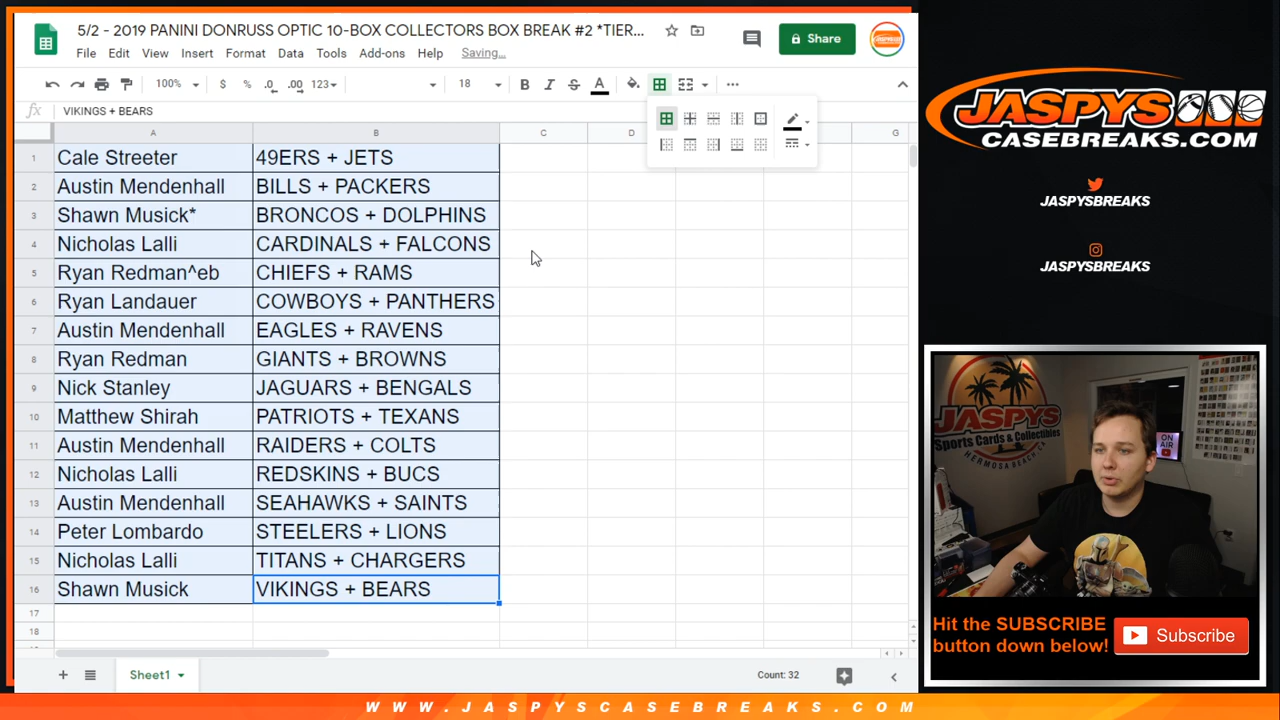 5/2 - 2019 PANINI DONRUSS OPTIC 10-BOX COLLECTORS BOX BREAK #2 *TIER...
Share
File Edit View Insert Format Data Tools Add-ons Help Saving...
100% $ % .0 .00 123 18 B I S A
fx VIKINGS + BEARS
A B C D G
1 Cale Streeter 49ERS + JETS
2 Austin Mendenhall BILLS + PACKERS
3 Shawn Musick* BRONCOS + DOLPHINS
4 Nicholas Lalli CARDINALS + FALCONS
5 Ryan Redman^eb CHIEFS + RAMS
6 Ryan Landauer COWBOYS + PANTHERS
7 Austin Mendenhall EAGLES + RAVENS
8 Ryan Redman GIANTS + BROWNS
9 Nick Stanley JAGUARS + BENGALS
10 Matthew Shirah PATRIOTS + TEXANS
11 Austin Mendenhall RAIDERS + COLTS
12 Nicholas Lalli REDSKINS + BUCS
13 Austin Mendenhall SEAHAWKS + SAINTS
14 Peter Lombardo STEELERS + LIONS
15 Nicholas Lalli TITANS + CHARGERS
16 Shawn Musick VIKINGS + BEARS
17
18
Sheet1
Count: 32
JASPYS
CASEBREAKS.COM
JASPYSBREAKS
JASPYSBREAKS
JASPYS
Sports Cards & Collectibles
HERMOSA BEACH, CA
ON
AIR
Hit the SUBSCRIBE
button down below!
Subscribe
WWW.JASPYSCASEBREAKS.COM